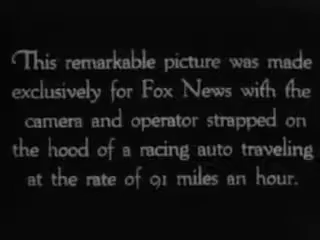 This remarkable picture was made
exclusively for Fox News with the
camera and operator strapped on
the hood of a racing auto traveling
at the rate of 91 miles an hour.